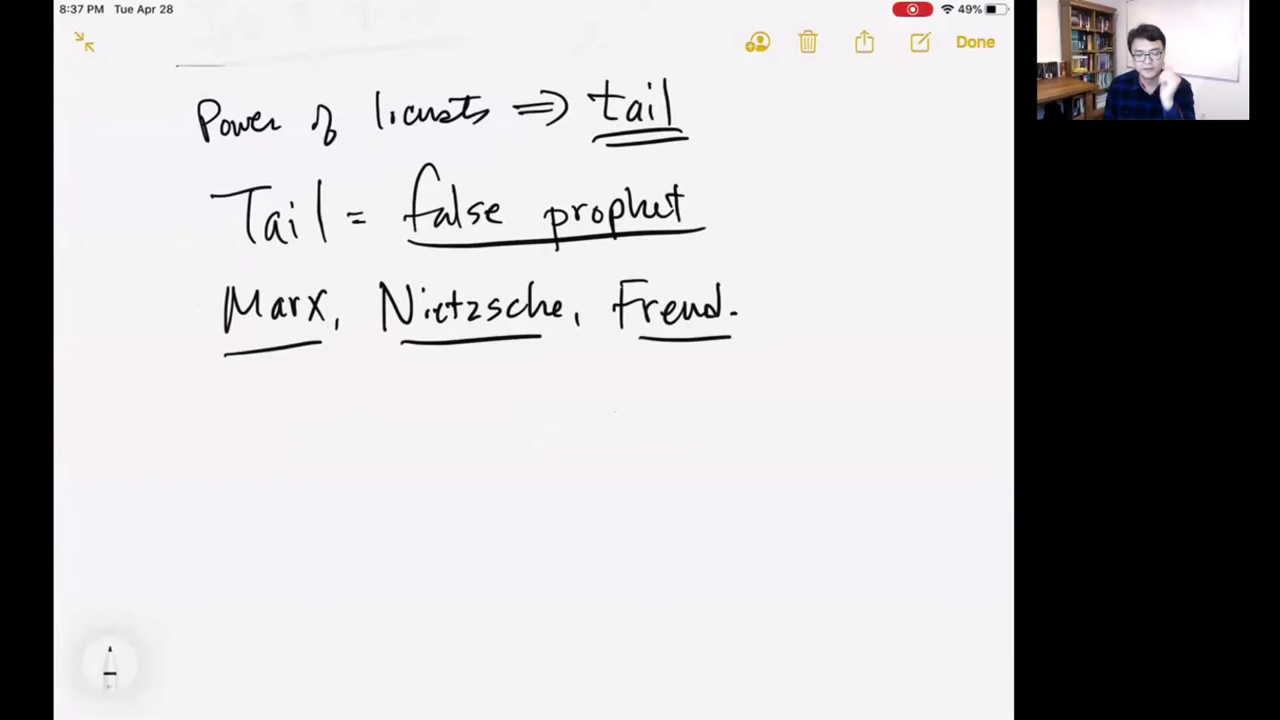 8:37 PM Tue Apr 28 49%
Done
Power of locusts ⇒ tail
Tail = false prophet
Marx, Nietzsche, Freud.